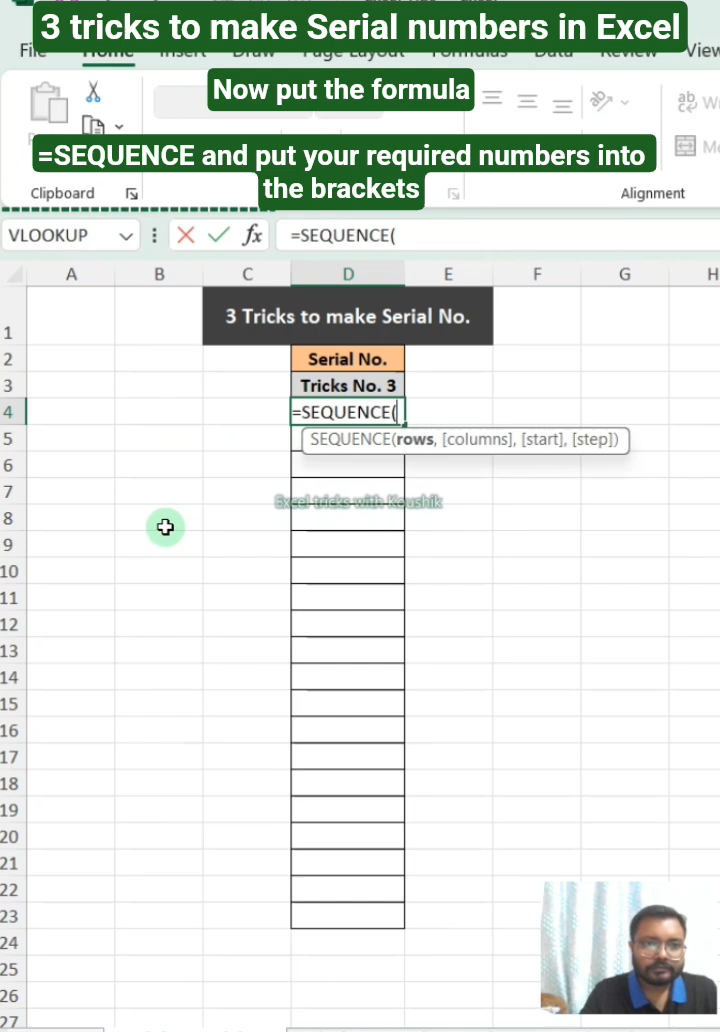 3 tricks to make Serial numbers in Excel
File Home Insert Draw Page Layout Formulas Data Review View
Now put the formula
=SEQUENCE and put your required numbers into
the brackets
Clipboard Alignment
VLOOKUP fx =SEQUENCE(
A B C D E F G H
1 3 Tricks to make Serial No.
2 Serial No.
3 Tricks No. 3
4 =SEQUENCE(
5 SEQUENCE(rows, [columns], [start], [step])
6
7
Excel tricks with Koushik
8
9
10
11
12
13
14
15
16
17
18
19
20
21
22
23
24
25
26
27